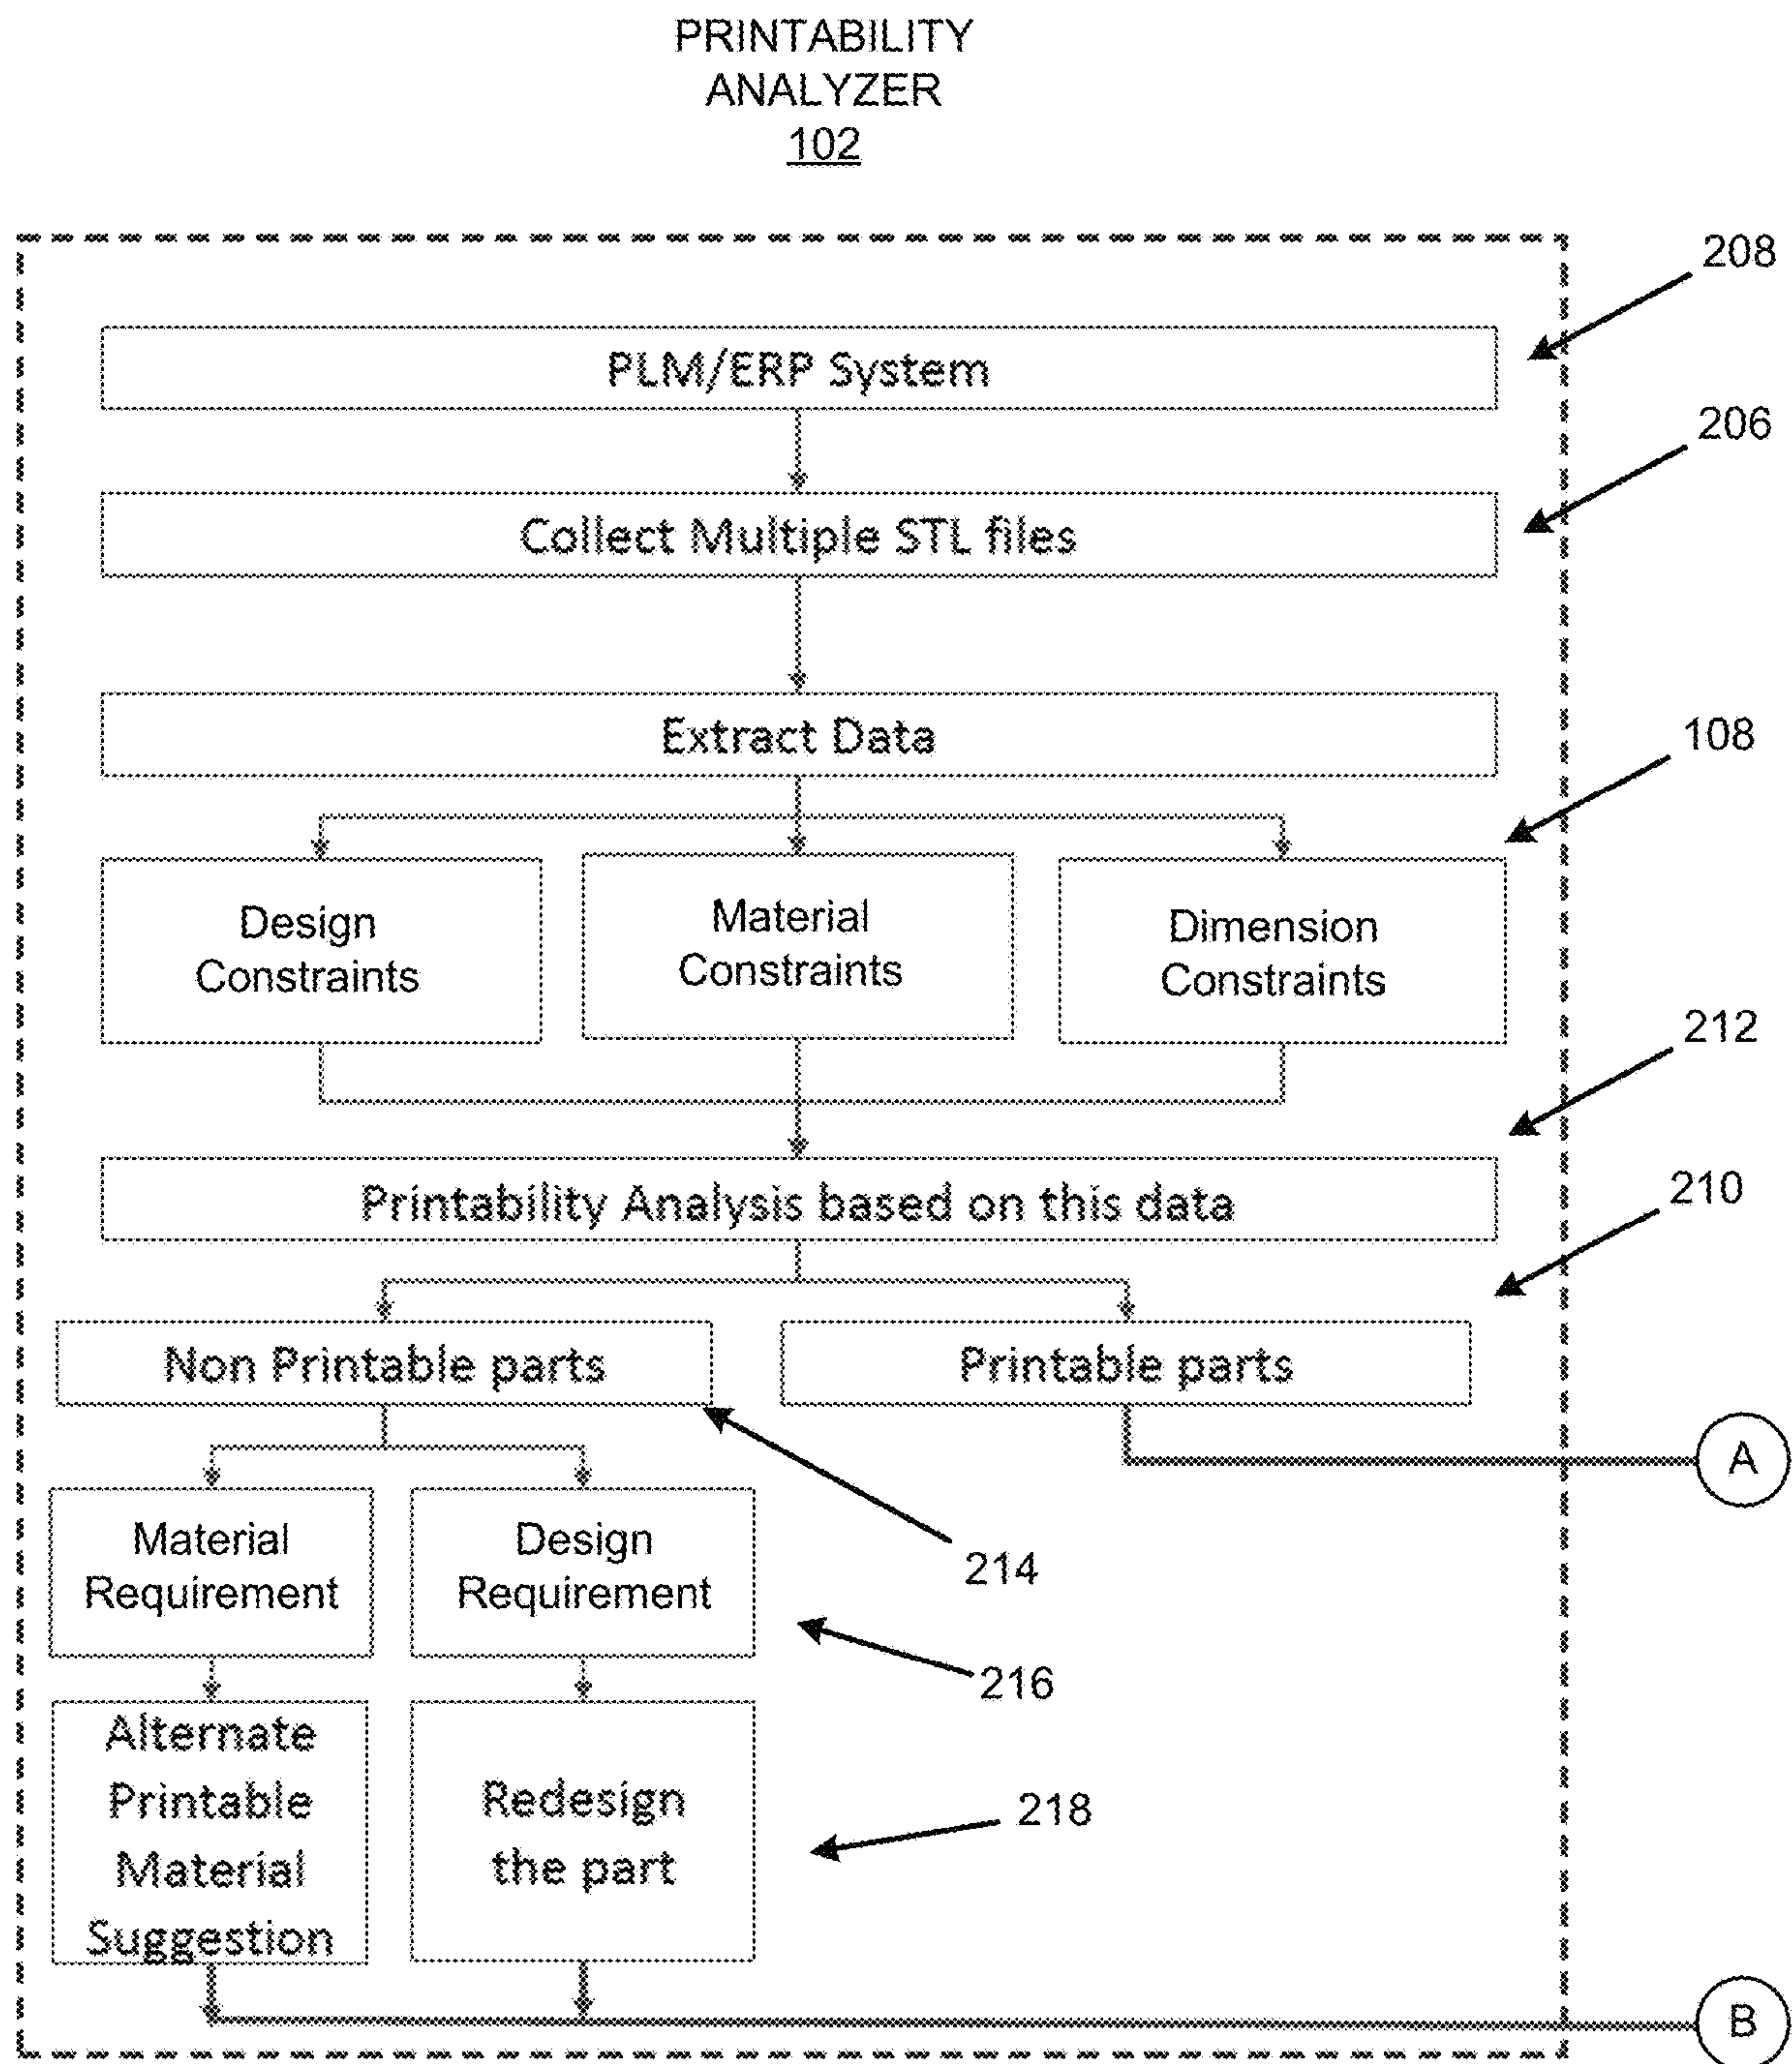 PRINTABILITY
ANALYZER
102
208
PLM/ERP System
206
Collect Multiple STL files
Extract Data
108
Design
Constraints
Material
Constraints
Dimension
Constraints
212
Printability Analysis based on this data
210
Non Printable parts
Printable parts
A
214
Material
Requirement
Design
Requirement
216
Alternate
Printable
Material
Suggestion
Redesign
the part
218
B